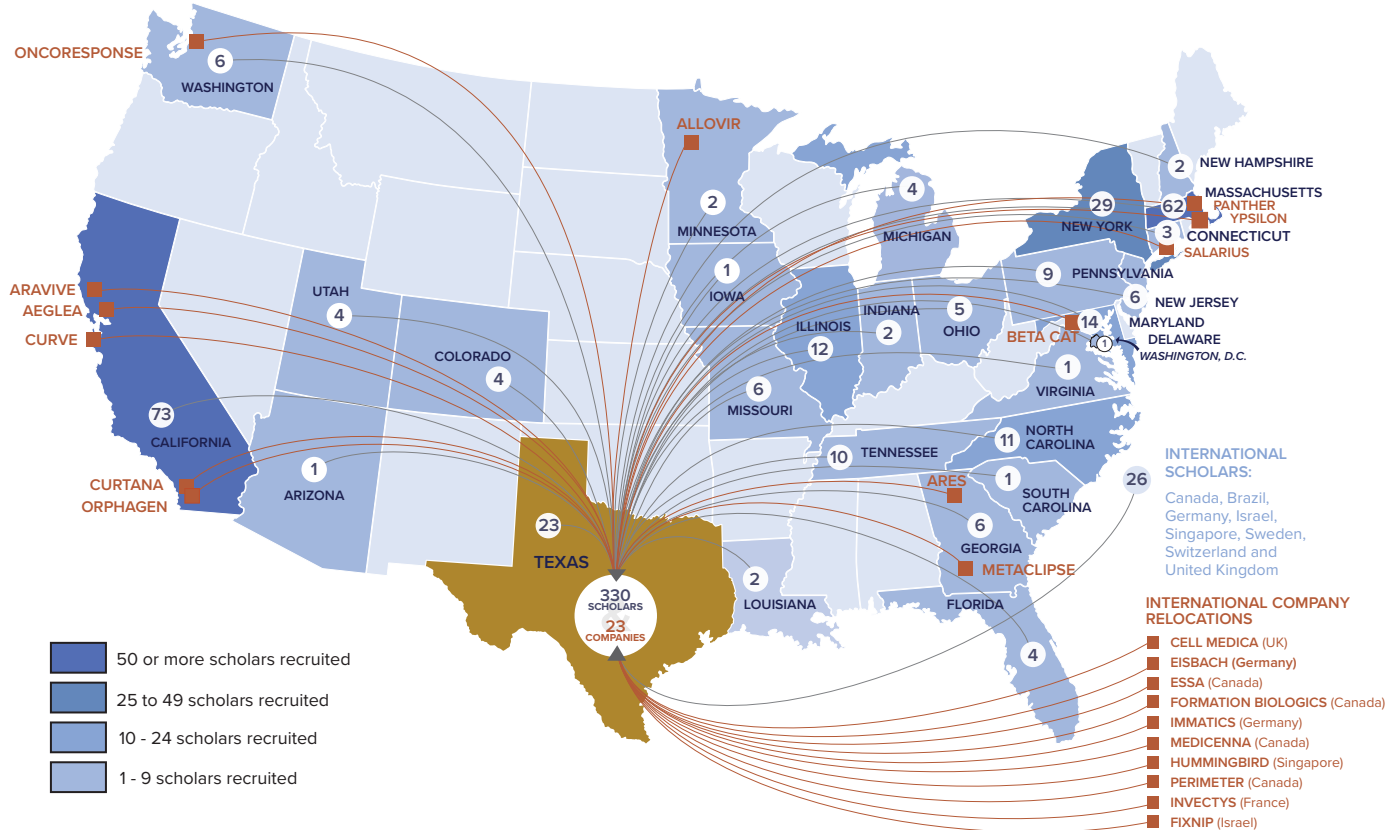 ONCORESPONSE
6
WASHINGTON
ALLOVIR
2
MINNESOTA
1
IOWA
4
MICHIGAN
2
NEW HAMPSHIRE
29
NEW YORK
62
MASSACHUSETTS
PANTHER
YPSILON
3
CONNECTICUT
SALARIUS
9
PENNSYLVANIA
6
NEW JERSEY
14
MARYLAND
BETA CAT
1
DELAWARE
WASHINGTON, D.C.
ARAVIVE
AEGLEA
CURVE
UTAH
4
COLORADO
4
ILLINOIS
12
INDIANA
2
5
OHIO
6
MISSOURI
1
VIRGINIA
73
CALIFORNIA
CURTANA
ORPHAGEN
1
ARIZONA
10
TENNESSEE
11
NORTH
CAROLINA
1
SOUTH
CAROLINA
ARES
6
GEORGIA
METACLIPSE
23
TEXAS
2
LOUISIANA
FLORIDA
4
330
SCHOLARS
&
23
COMPANIES
26
INTERNATIONAL
SCHOLARS:
Canada, Brazil,
Germany, Israel,
Singapore, Sweden,
Switzerland and
United Kingdom
INTERNATIONAL COMPANY
RELOCATIONS
CELL MEDICA (UK)
EISBACH (Germany)
ESSA (Canada)
FORMATION BIOLOGICS (Canada)
IMMATICS (Germany)
MEDICENNA (Canada)
HUMMINGBIRD (Singapore)
PERIMETER (Canada)
INVECTYS (France)
FIXNIP (Israel)
50 or more scholars recruited
25 to 49 scholars recruited
10 - 24 scholars recruited
1 - 9 scholars recruited